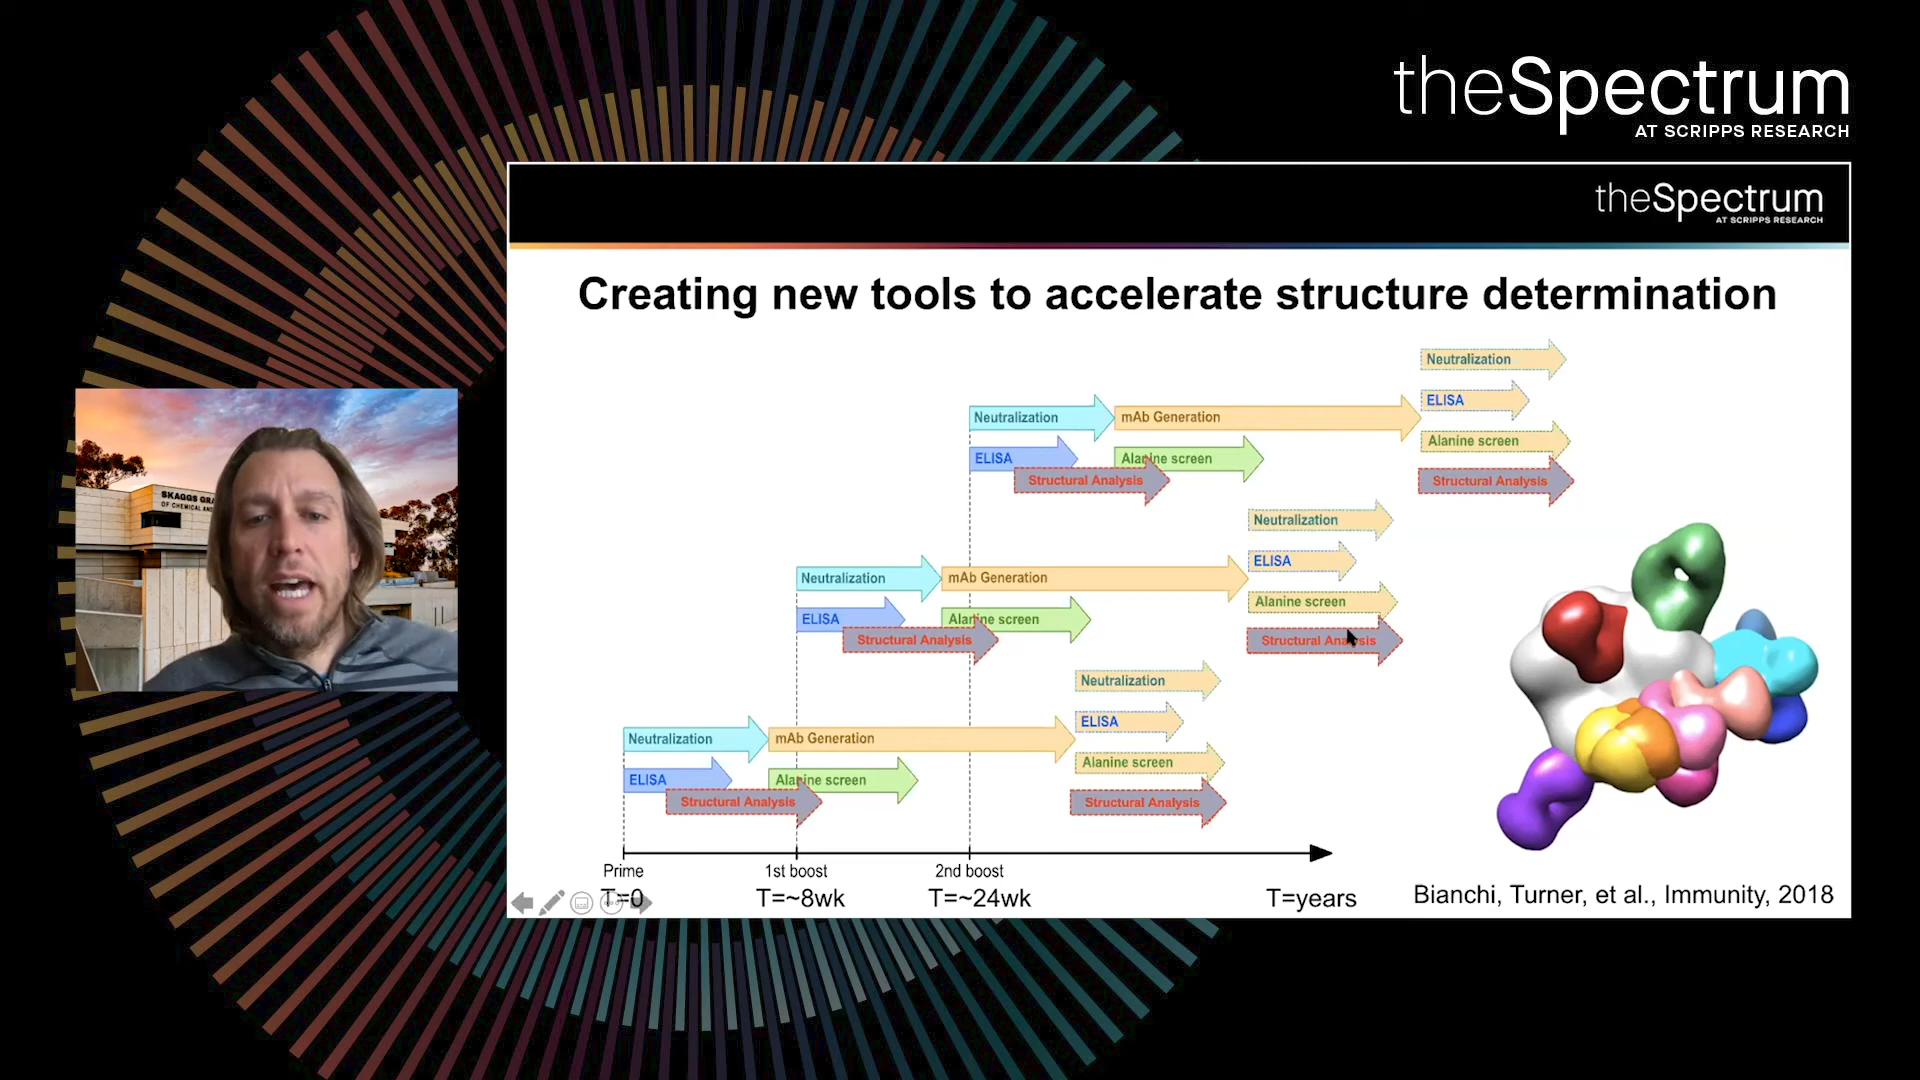 theSpectrum
AT SCRIPPS RESEARCH
theSpectrum
AT SCRIPPS RESEARCH
Creating new tools to accelerate structure determination
Neutralization
ELISA
Alanine screen
Structural Analysis
Neutralization
mAb Generation
ELISA
Alanine screen
Structural Analysis
Neutralization
ELISA
Alanine screen
Structural Analysis
Neutralization
mAb Generation
ELISA
Alanine screen
Structural Analysis
Neutralization
ELISA
Alanine screen
Structural Analysis
Neutralization
mAb Generation
ELISA
Alanine screen
Structural Analysis
Prime
1st boost
2nd boost
T=0
T=~8wk
T=~24wk
T=years
Bianchi, Turner, et al., Immunity, 2018
SKAGGS
OF CHEMICAL